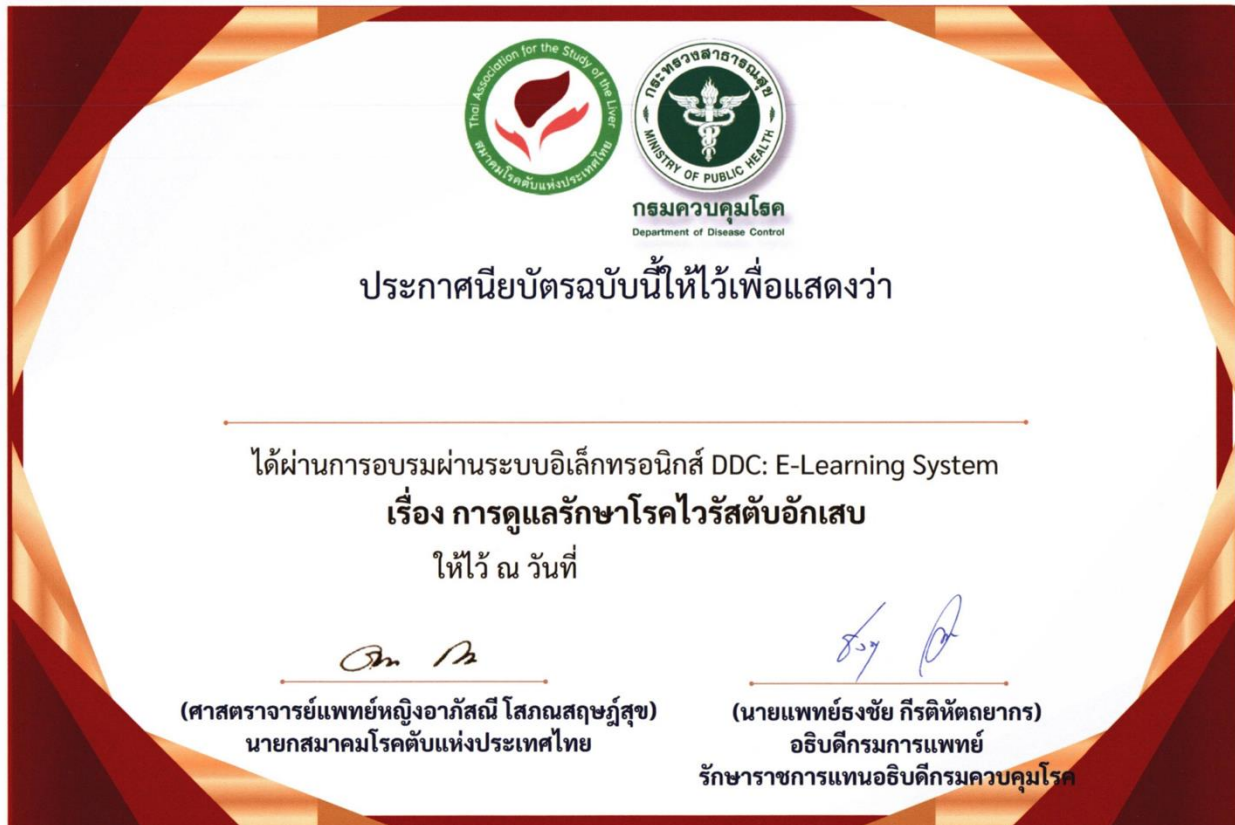 Thai Association for the Study of the Liver
สมาคมโรคตับแห่งประเทศไทย
กระทรวงสาธารณสุข
MINISTRY OF PUBLIC HEALTH
กรมควบคุมโรค
Department of Disease Control
ประกาศนียบัตรฉบับนี้ให้ไว้เพื่อแสดงว่า
ได้ผ่านการอบรมผ่านระบบอิเล็กทรอนิกส์ DDC: E-Learning System
เรื่อง การดูแลรักษาโรคไวรัสตับอักเสบ
ให้ไว้ ณ วันที่
(ศาสตราจารย์แพทย์หญิงอาภัสณี โสภณสฤษฎ์สุข)
นายกสมาคมโรคตับแห่งประเทศไทย
(นายแพทย์ธงชัย กีรติหัตถยากร)
อธิบดีกรมการแพทย์
รักษาราชการแทนอธิบดีกรมควบคุมโรค